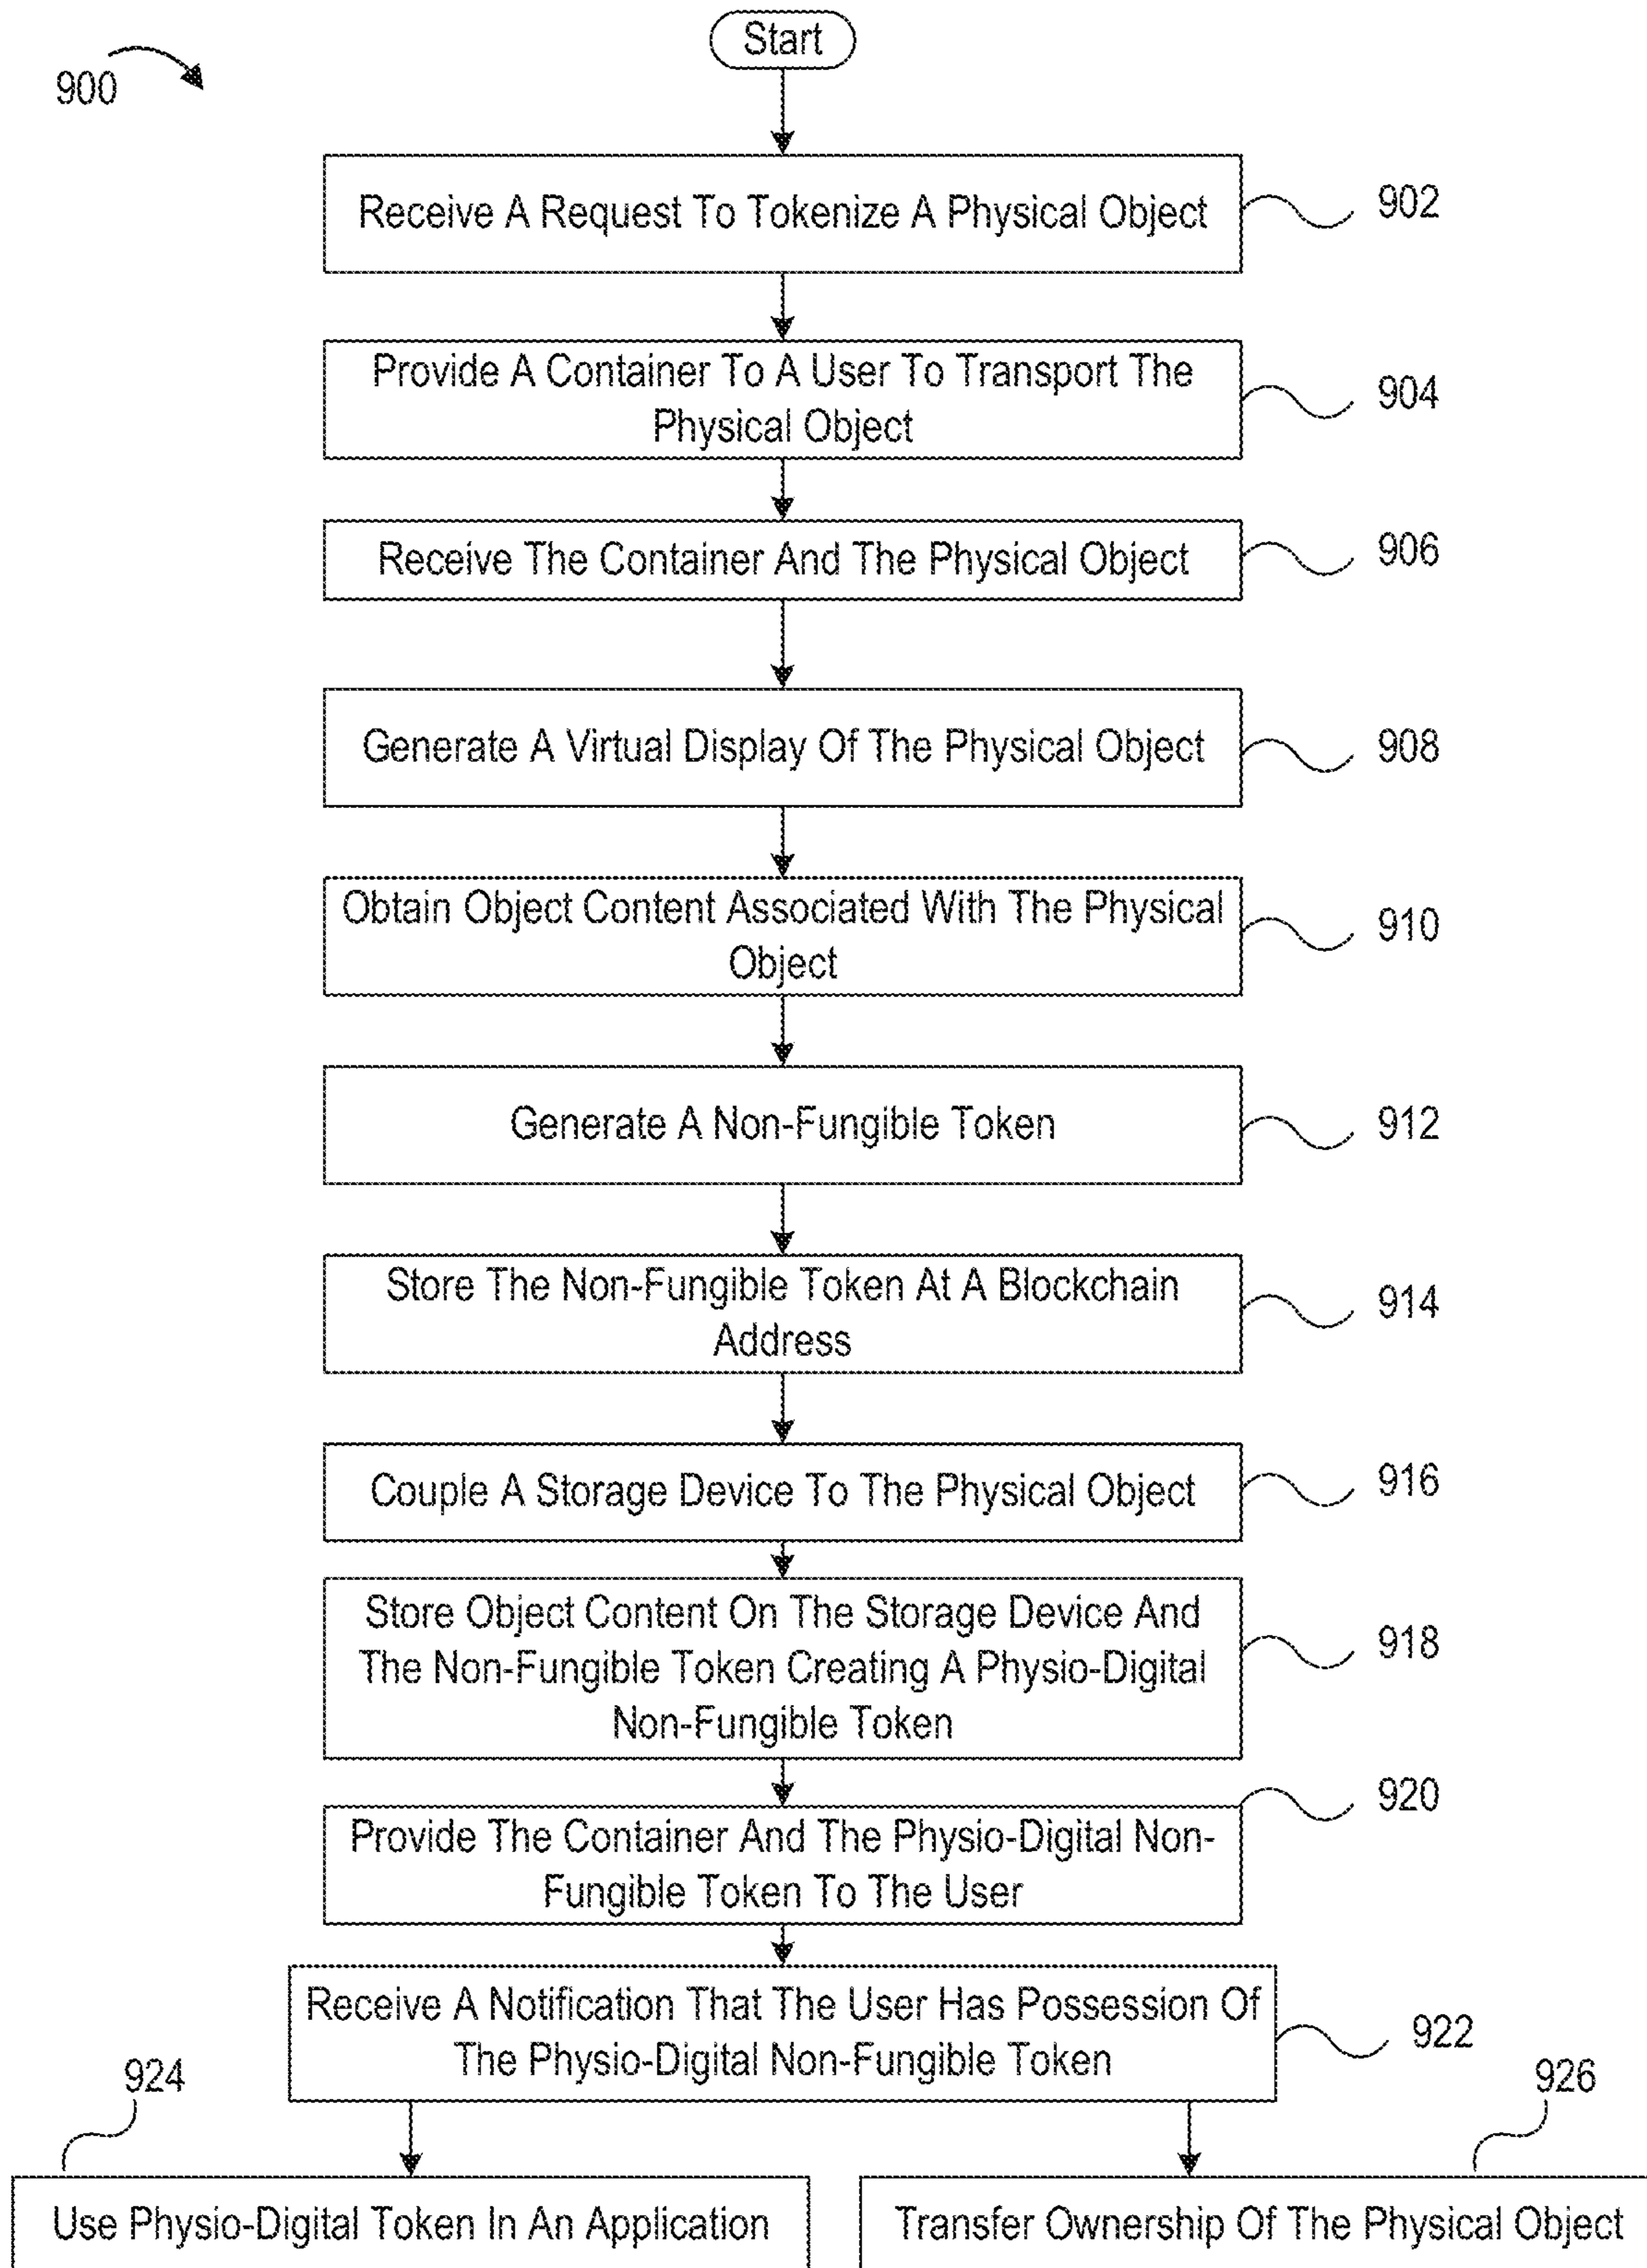 Start
900
Receive A Request To Tokenize A Physical Object
902
Provide A Container To A User To Transport The
Physical Object
904
Receive The Container And The Physical Object
906
Generate A Virtual Display Of The Physical Object
908
Obtain Object Content Associated With The Physical
Object
910
Generate A Non-Fungible Token
912
Store The Non-Fungible Token At A Blockchain
Address
914
Couple A Storage Device To The Physical Object
916
Store Object Content On The Storage Device And
The Non-Fungible Token Creating A Physio-Digital
Non-Fungible Token
918
Provide The Container And The Physio-Digital Non-
Fungible Token To The User
920
Receive A Notification That The User Has Possession Of
The Physio-Digital Non-Fungible Token
922
924
Use Physio-Digital Token In An Application
926
Transfer Ownership Of The Physical Object